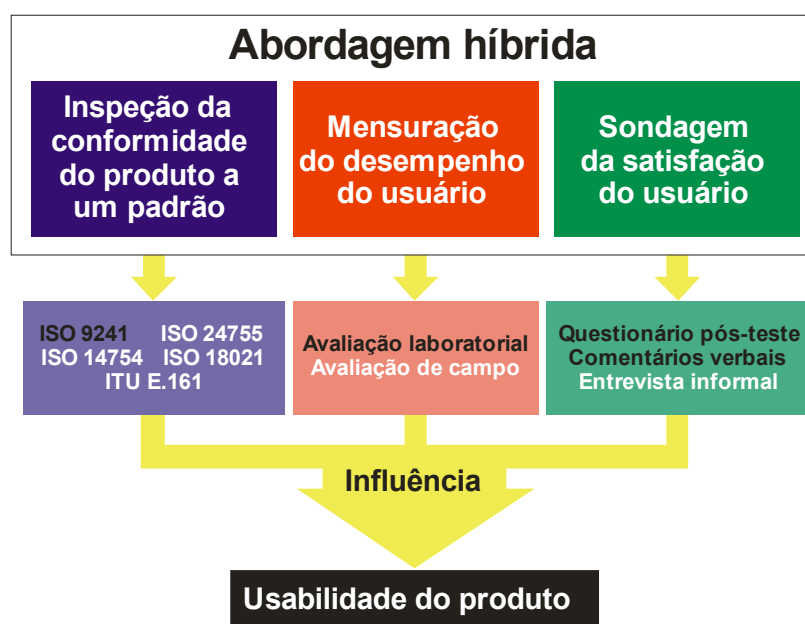 Abordagem híbrida
Inspeção da
conformidade
do produto a
um padrão
Mensuração
do desempenho
do usuário
Sondagem
da satisfação
do usuário
ISO 9241 ISO 24755
ISO 14754 ISO 18021
ITU E.161
Avaliação laboratorial
Avaliação de campo
Questionário pós-teste
Comentários verbais
Entrevista informal
Influência
Usabilidade do produto